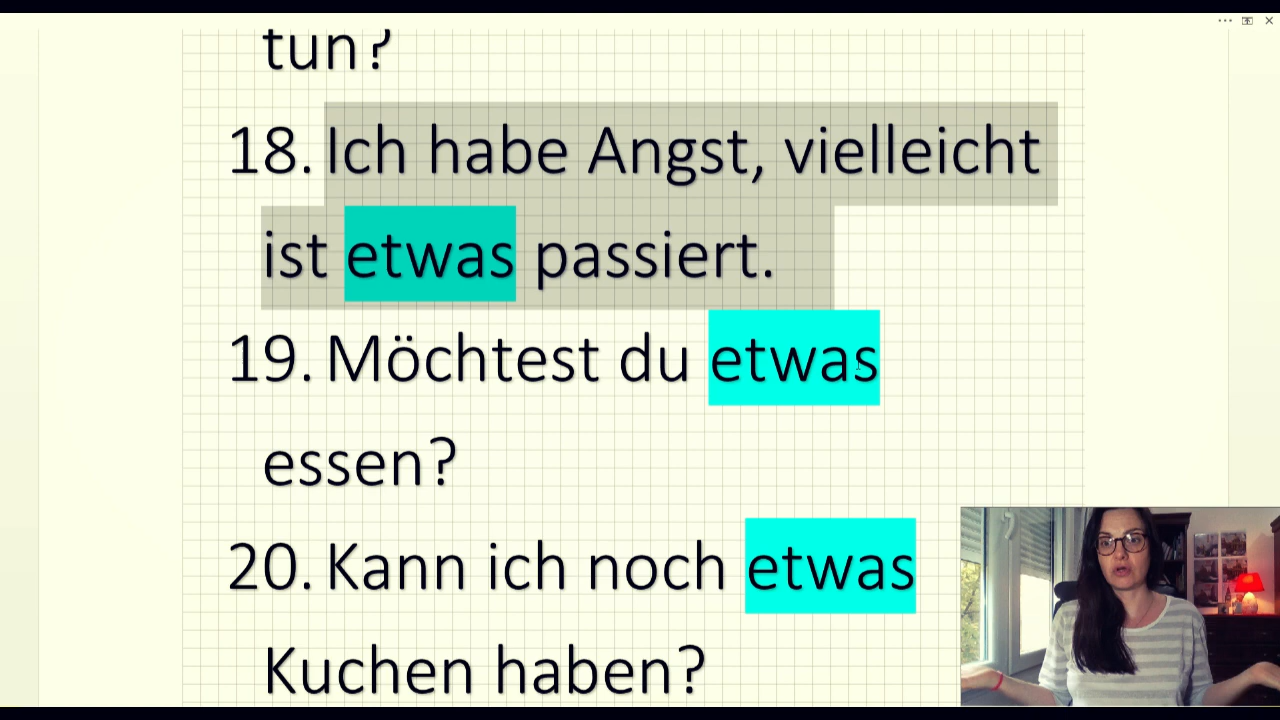 tun?
18. Ich habe Angst, vielleicht
ist etwas passiert.
19. Möchtest du etwas
essen?
20. Kann ich noch etwas
Kuchen haben?